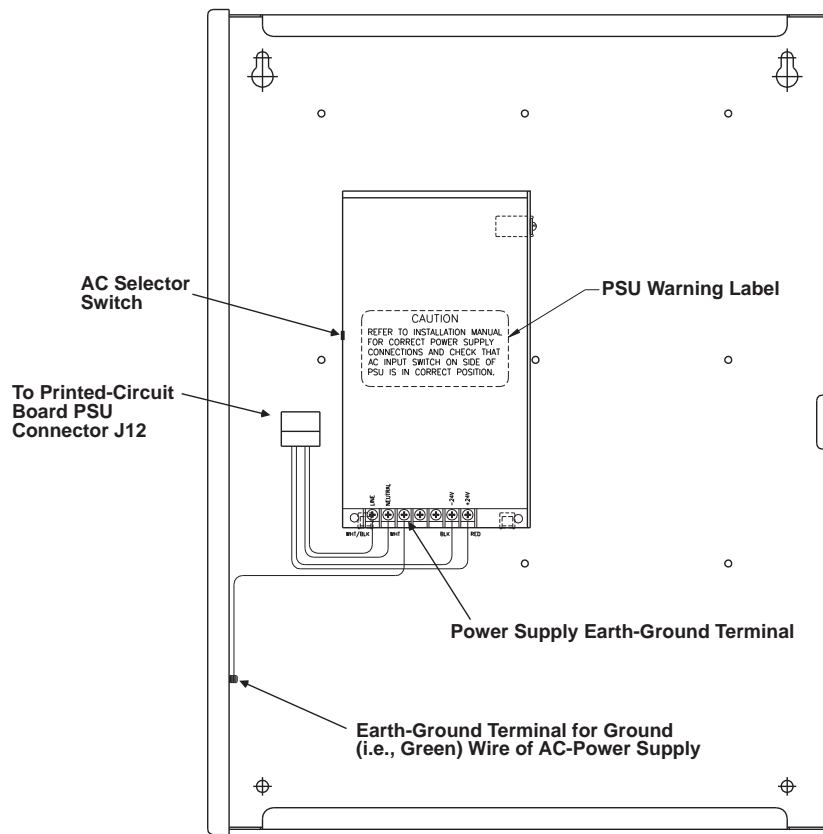 AC Selector
Switch
PSU Warning Label
CAUTION
REFER TO INSTALLATION MANUAL
FOR CORRECT POWER SUPPLY
CONNECTIONS AND CHECK THAT
AC INPUT SWITCH ON SIDE OF
PSU IS IN CORRECT POSITION.
To Printed-Circuit
Board PSU
Connector J12
LINE
NEUTRAL
-24V
+24V
WHT/BLK
WHT
BLK
RED
Power Supply Earth-Ground Terminal
Earth-Ground Terminal for Ground
(i.e., Green) Wire of AC-Power Supply